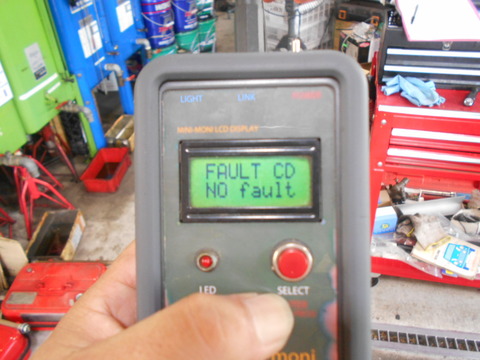 LIGHT LINK POWER
MINI-MONI LCD DISPLAY
FAULT CD
NO fault
LED SELECT
moni